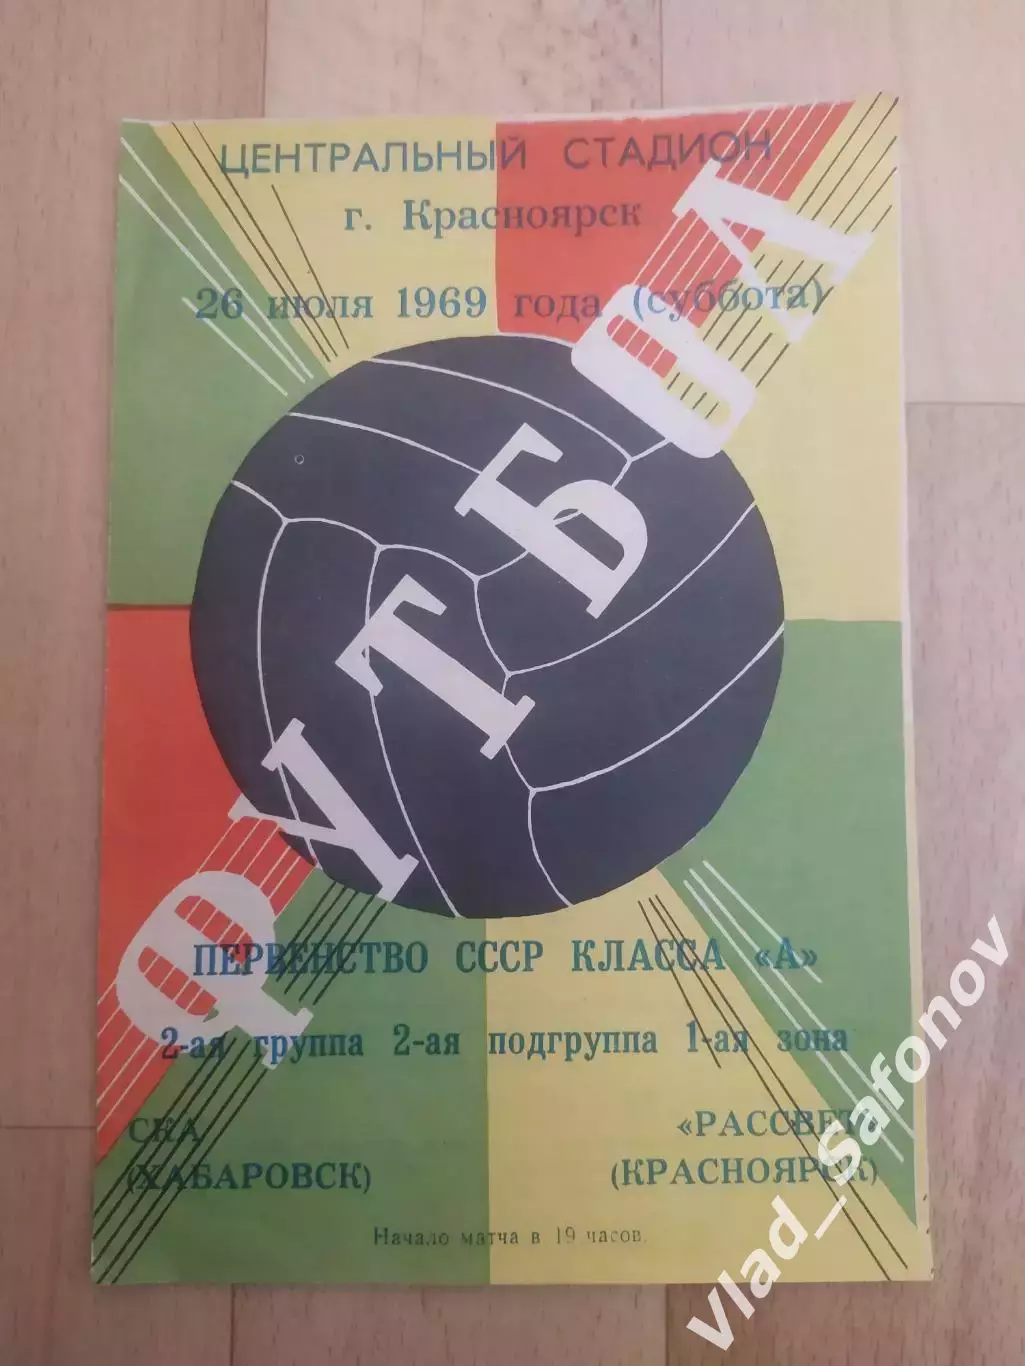 ЦЕНТРАЛЬНЫЙ СТАДИОН
г. Красноярск
26 июля 1969 года (суббота)
ФУТБОЛ
ПЕРВЕНСТВО СССР КЛАССА «А»
2-ая группа 2-ая подгруппа 1-ая зона
СКА «РАССВЕТ»
(ХАБАРОВСК) (КРАСНОЯРСК)
Начало матча в 19 часов.
vlad_safonov